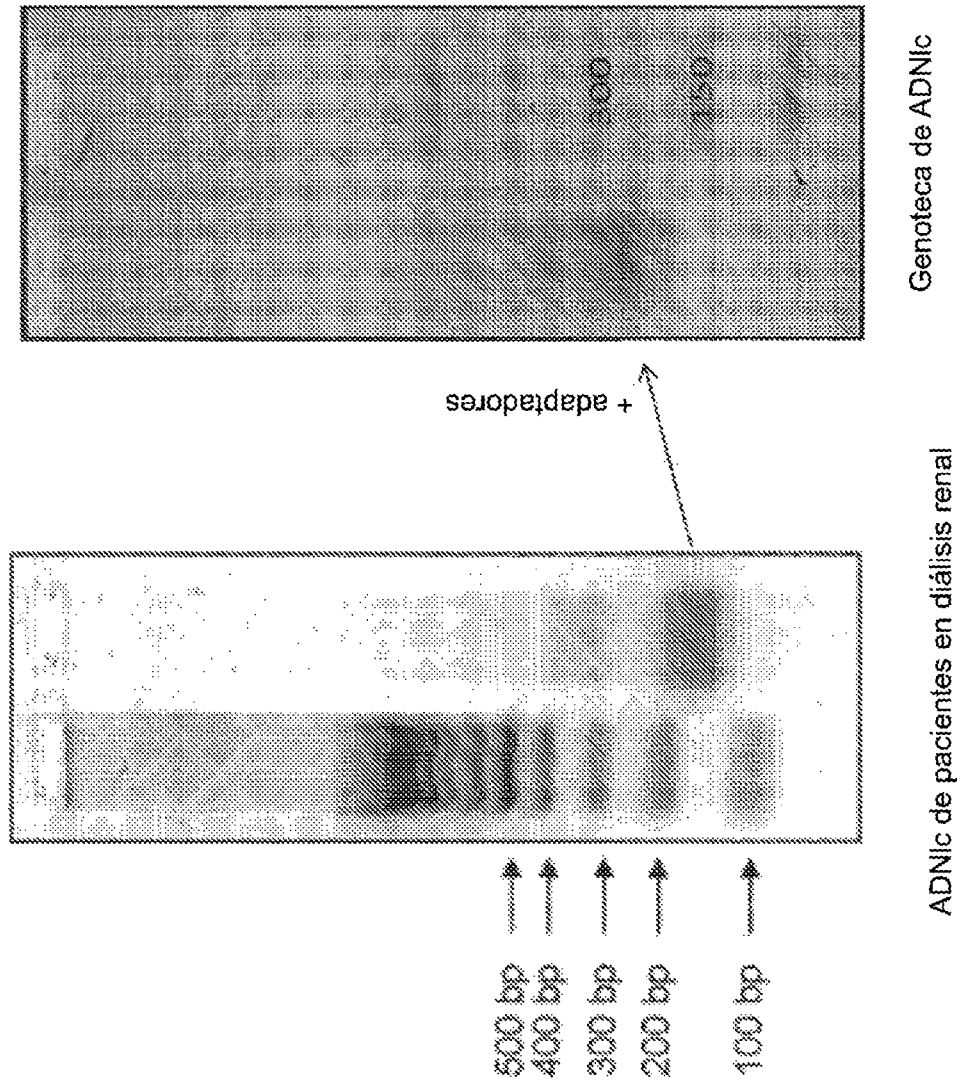 500 bp
400 bp
300 bp
200 bp
100 bp
ADNlc de pacientes en diálisis renal
+ adaptadores
300
150
Genoteca de ADNlc